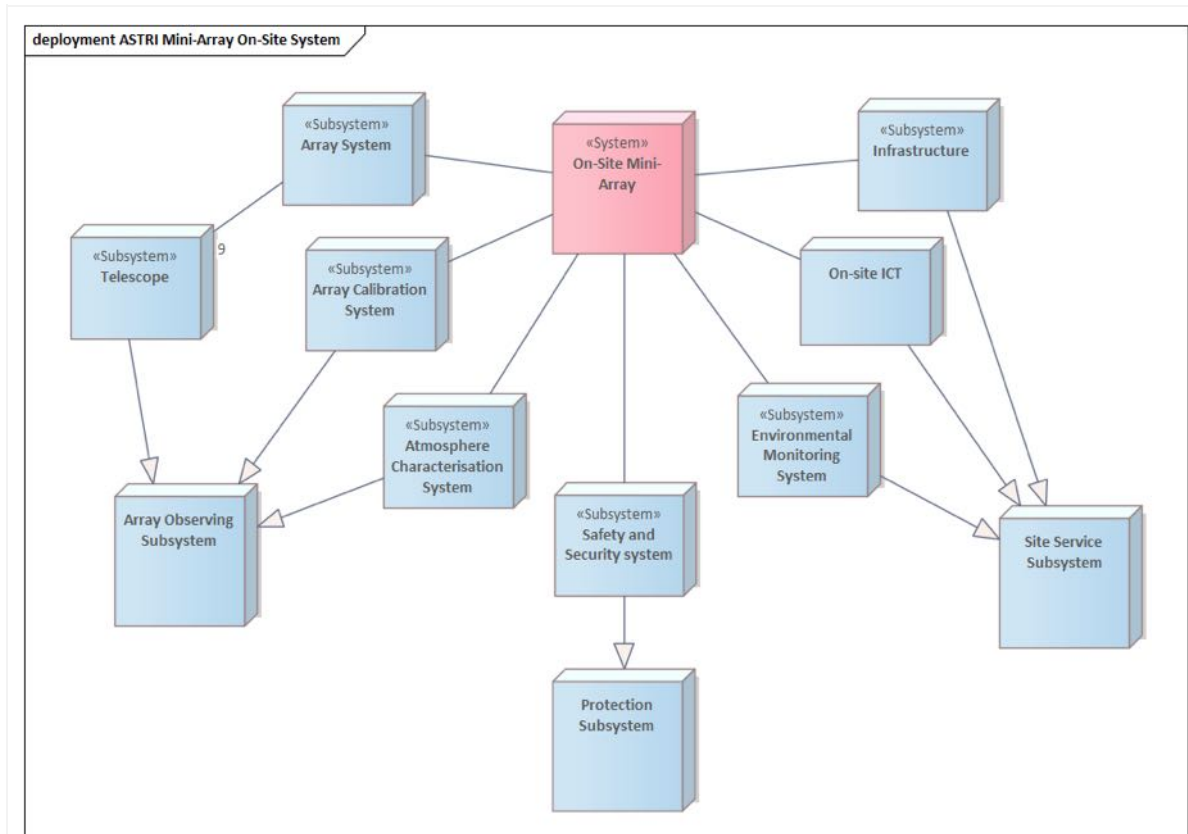 deployment ASTRI Mini-Array On-Site System
«Subsystem»
Array System
«System»
On-Site Mini-
Array
«Subsystem»
Infrastructure
«Subsystem»
Telescope
9
«Subsystem»
Array Calibration
System
On-site ICT
«Subsystem»
Atmosphere
Characterisation
System
«Subsystem»
Environmental
Monitoring
System
Array Observing
Subsystem
«Subsystem»
Safety and
Security system
Site Service
Subsystem
Protection
Subsystem